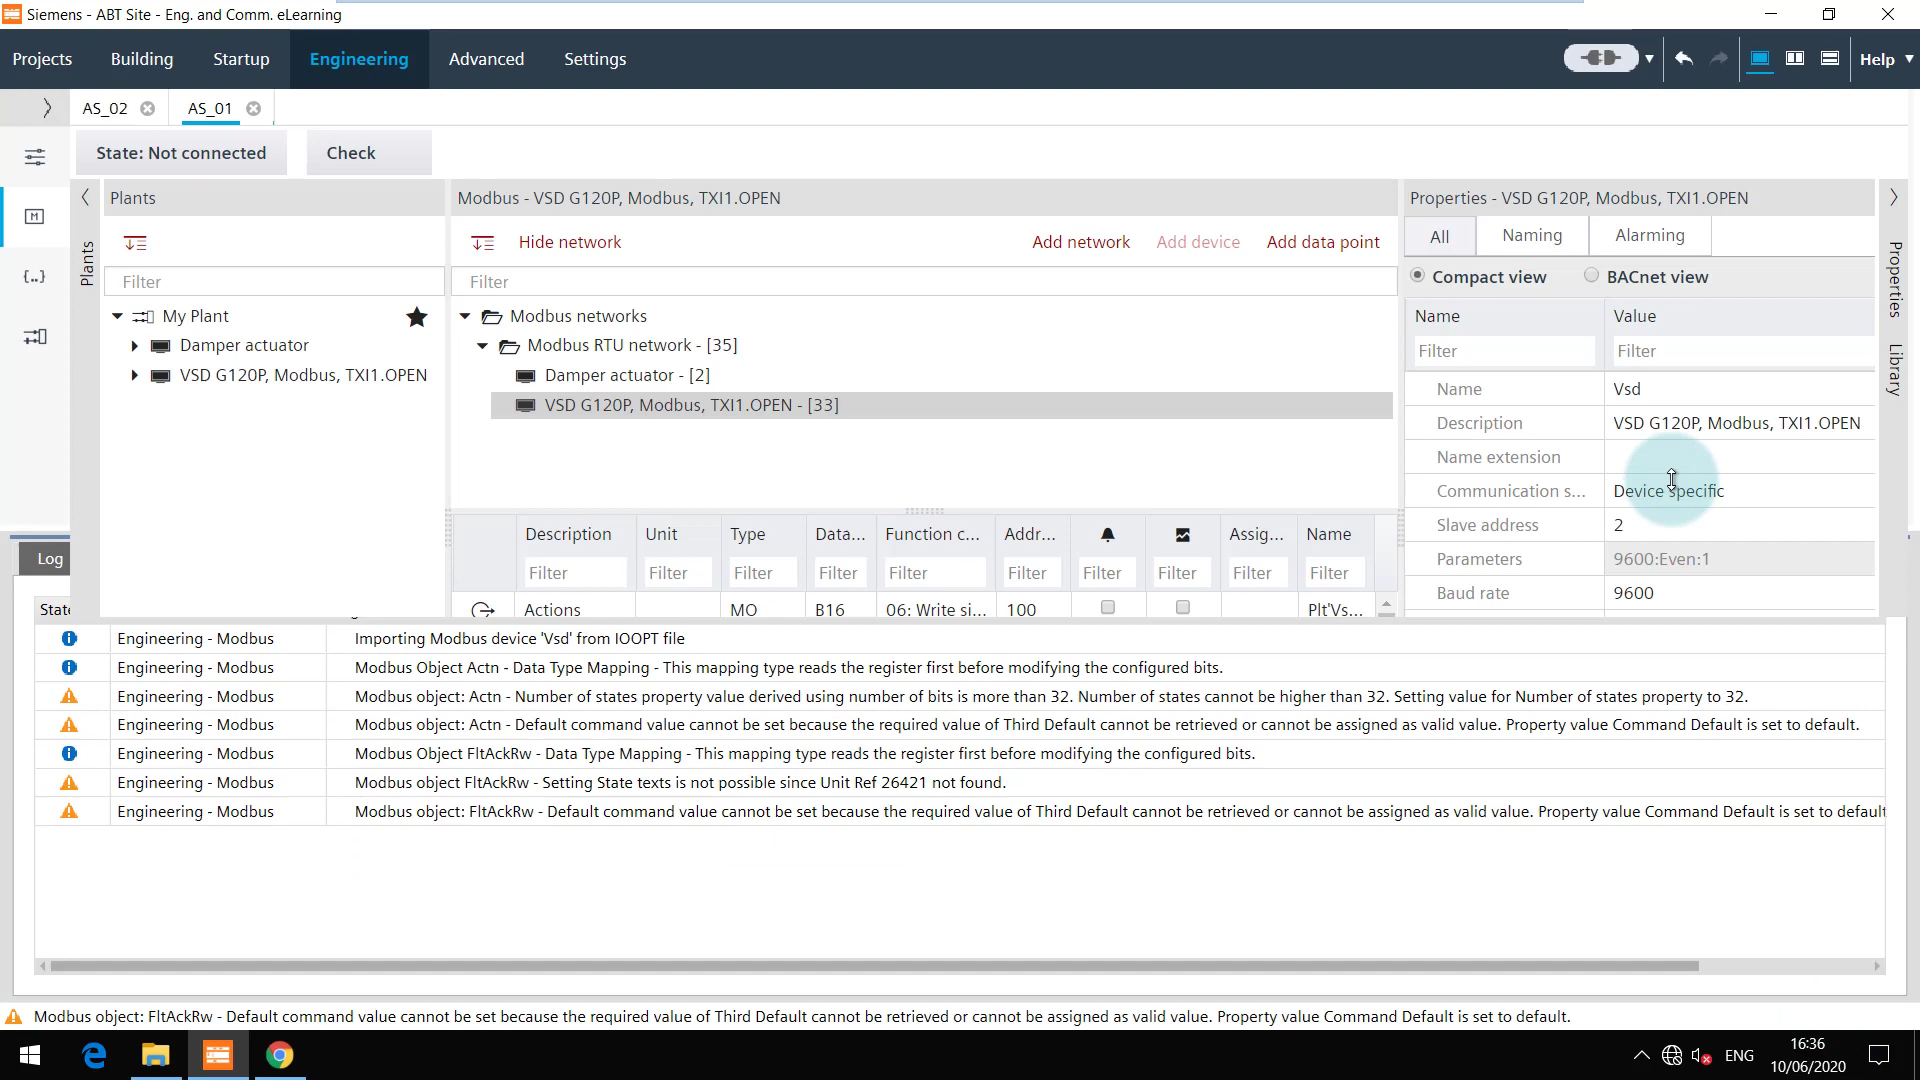 Siemens - ABT Site - Eng. and Comm. eLearning
Projects Building Startup Engineering Advanced Settings Help
AS_02 AS_01
State: Not connected Check
Plants
Plants
Filter
My Plant
Damper actuator
VSD G120P, Modbus, TXI1.OPEN
Modbus - VSD G120P, Modbus, TXI1.OPEN
Hide network Add network Add device Add data point
Filter
Modbus networks
Modbus RTU network - [35]
Damper actuator - [2]
VSD G120P, Modbus, TXI1.OPEN - [33]
Description Unit Type Data... Function c... Addr... Assig... Name
Filter Filter Filter Filter Filter Filter Filter Filter Filter Filter
Actions MO B16 06: Write si... 100 Plt'Vs...
Properties - VSD G120P, Modbus, TXI1.OPEN
All Naming Alarming
Compact view BACnet view
Name Value
Filter Filter
Name Vsd
Description VSD G120P, Modbus, TXI1.OPEN
Name extension
Communication s... Device specific
Slave address 2
Parameters 9600:Even:1
Baud rate 9600
Properties
Library
Log
State
Engineering - Modbus Importing Modbus device 'Vsd' from IOOPT file
Engineering - Modbus Modbus Object Actn - Data Type Mapping - This mapping type reads the register first before modifying the configured bits.
Engineering - Modbus Modbus object: Actn - Number of states property value derived using number of bits is more than 32. Number of states cannot be higher than 32. Setting value for Number of states property to 32.
Engineering - Modbus Modbus object: Actn - Default command value cannot be set because the required value of Third Default cannot be retrieved or cannot be assigned as valid value. Property value Command Default is set to default.
Engineering - Modbus Modbus Object FltAckRw - Data Type Mapping - This mapping type reads the register first before modifying the configured bits.
Engineering - Modbus Modbus object FltAckRw - Setting State texts is not possible since Unit Ref 26421 not found.
Engineering - Modbus Modbus object: FltAckRw - Default command value cannot be set because the required value of Third Default cannot be retrieved or cannot be assigned as valid value. Property value Command Default is set to default
Modbus object: FltAckRw - Default command value cannot be set because the required value of Third Default cannot be retrieved or cannot be assigned as valid value. Property value Command Default is set to default.
ENG
16:36
10/06/2020